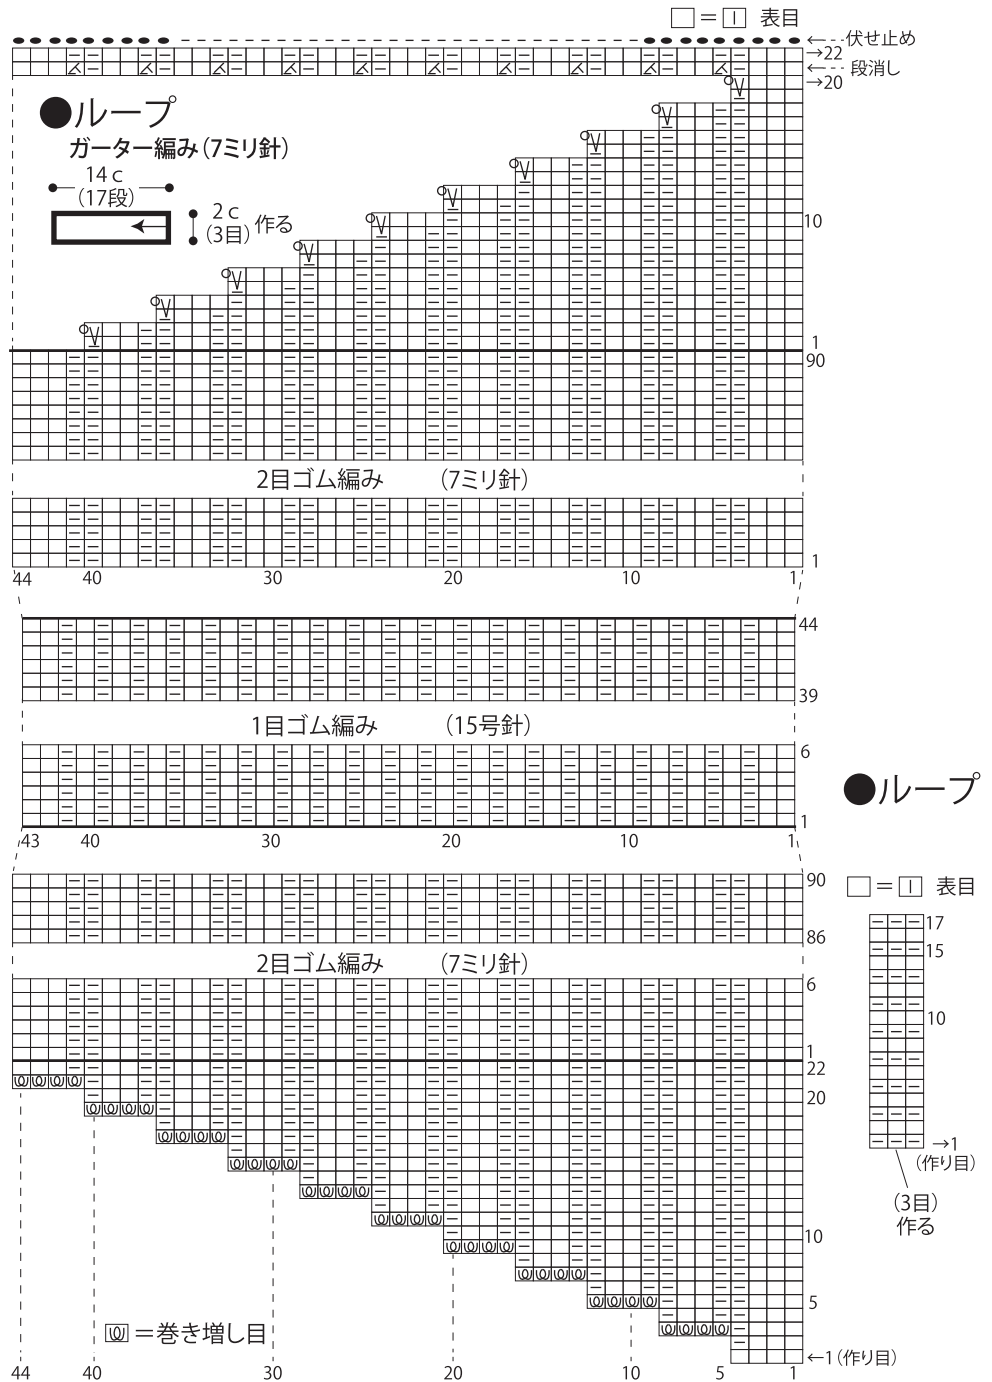 □=｜ 表目
伏せ止め
→22
段消し
→20
●ループ
ガーター編み(7ミリ針)
14c
(17段)
2c
(3目)
作る
10
1
90
2目ゴム編み (7ミリ針)
1
44 40 30 20 10 1
44
39
1目ゴム編み (15号針)
6
1
43 40 30 20 10 1
●ループ
□=｜ 表目
17
15
10
→1
(作り目)
(3目)
作る
90
86
2目ゴム編み (7ミリ針)
6
1
22
20
10
5
←1(作り目)
=巻き増し目
44 40 30 20 10 5 1